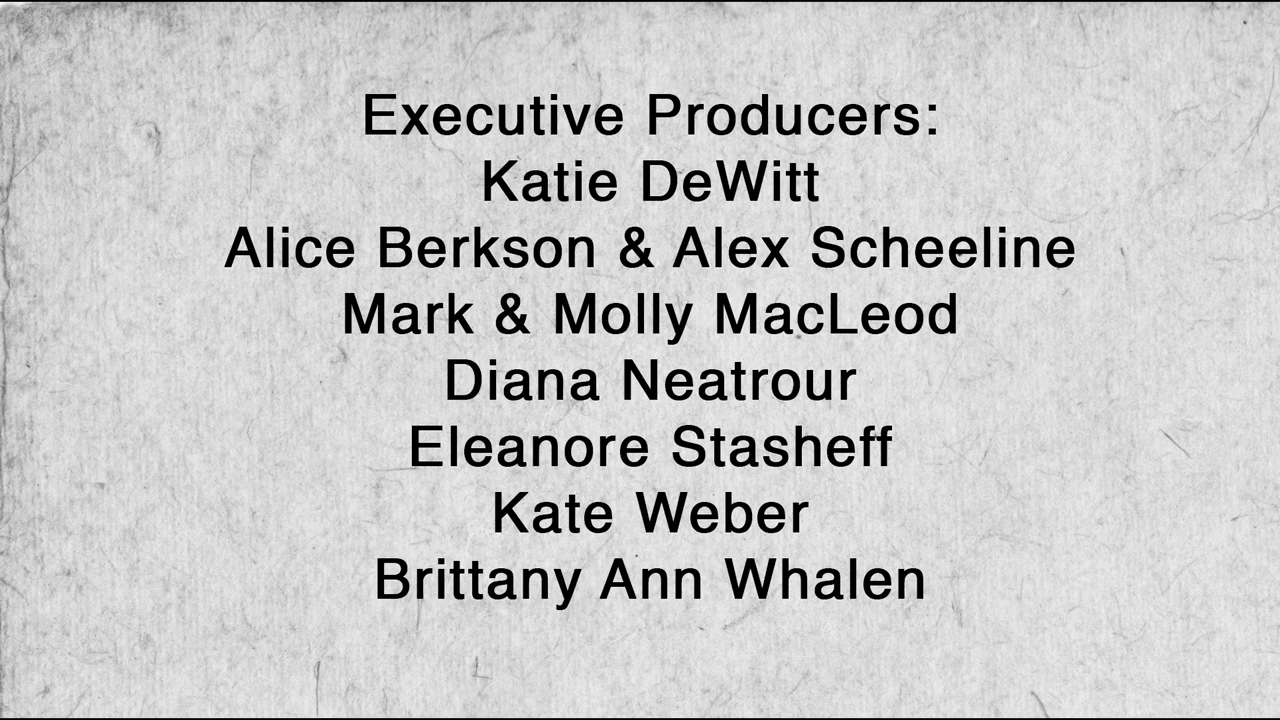 Executive Producers:
Katie DeWitt
Alice Berkson & Alex Scheeline
Mark & Molly MacLeod
Diana Neatrour
Eleanore Stasheff
Kate Weber
Brittany Ann Whalen